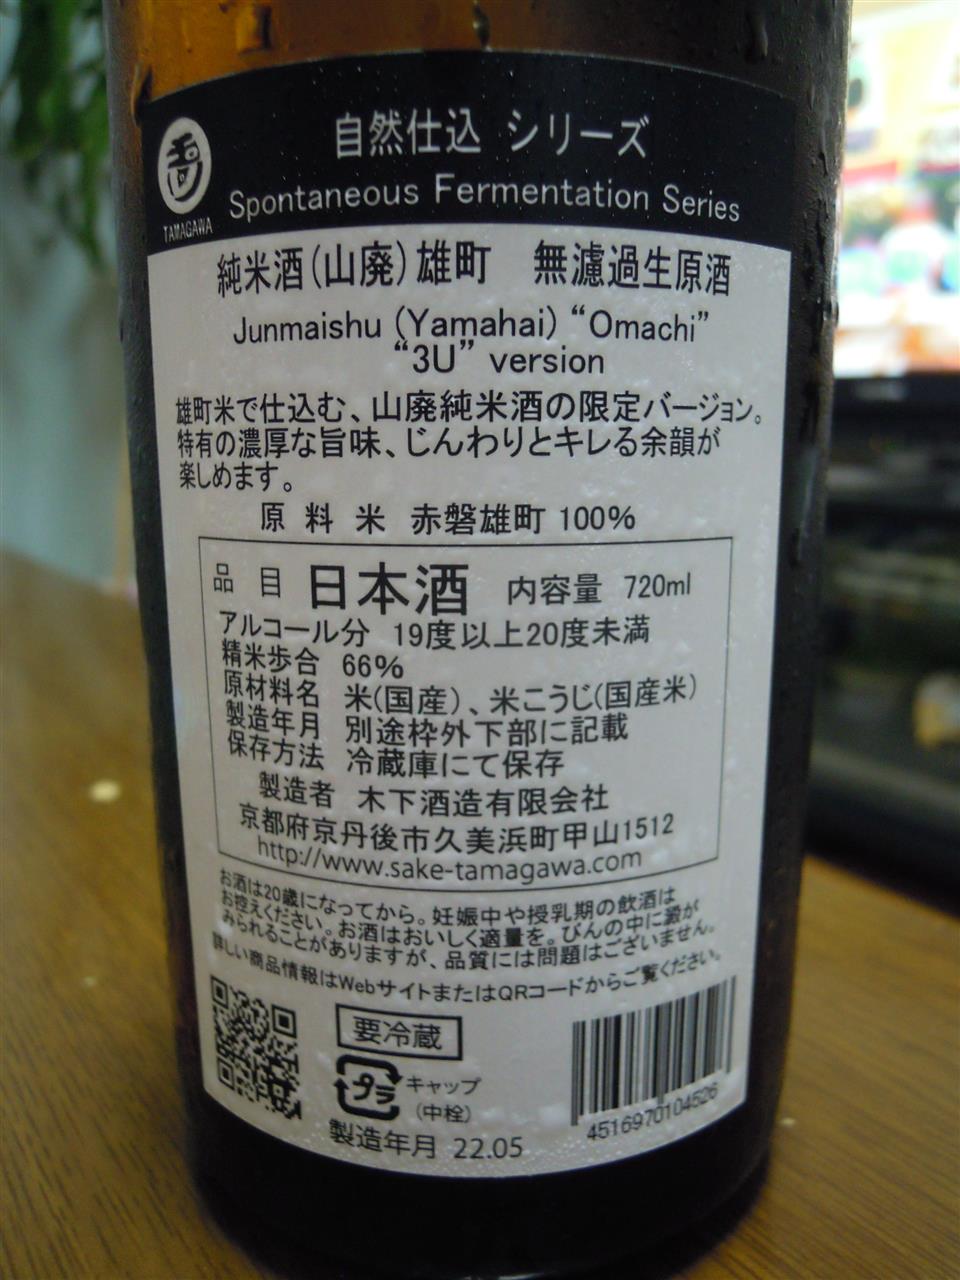 自然仕込 シリーズ
Spontaneous Fermentation Series
TAMAGAWA
純米酒(山廃)雄町 無濾過生原酒
Junmaishu (Yamahai) “Omachi”
“3U” version
雄町米で仕込む、山廃純米酒の限定バージョン。
特有の濃厚な旨味、じんわりとキレる余韻が
楽しめます。
原料米 赤磐雄町 100%
品目 日本酒 内容量 720ml
アルコール分 19度以上20度未満
精米歩合 66%
原材料名 米(国産)、米こうじ(国産米)
製造年月 別途枠外下部に記載
保存方法 冷蔵庫にて保存
製造者 木下酒造有限会社
京都府京丹後市久美浜町甲山1512
http://www.sake-tamagawa.com
お酒は20歳になってから。妊娠中や授乳期の飲酒は
お控えください。お酒はおいしく適量を。びんの中に澱が
みられることがありますが、品質には問題はございません。
詳しい商品情報はWebサイトまたはQRコードからご覧ください。
要冷蔵
プラ
キャップ
(中栓)
4516970104526
製造年月 22.05